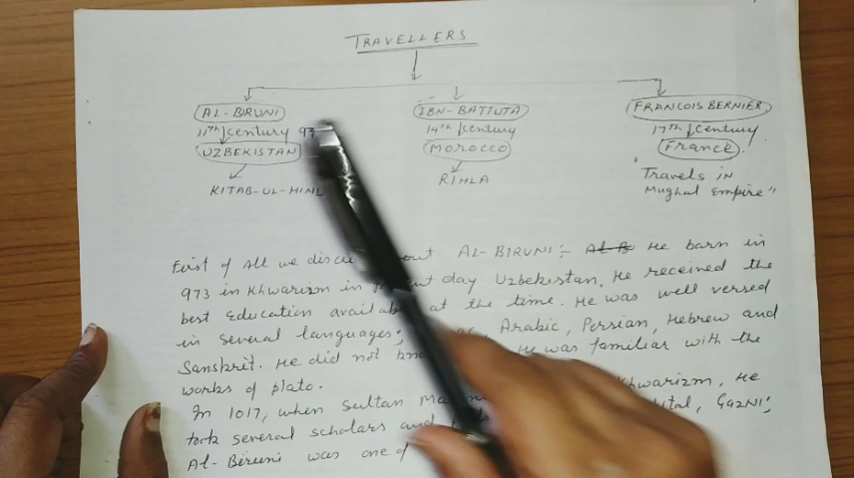 TRAVELLERS
AL-BIRUNI IBN-BATTUTA FRANCOIS BERNIER
11th century 97 14th century 17th century
UZBEKISTAN MOROCCO France.
KITAB-UL-HIN RIHLA "Travels in
Mughal Empire"
First of All we AL-BIRUNI:- He barn in
973 in Khwarizm in day Uzbekistan, He received the
best Education at the time. He was well versed
in several languages; Arabic, Persian, Hebrew and
Sanskrit. He did not He was familiar with the
works of plato.
In 1017, when Sultan Khwarizm, He
took several scholars and Gazni;
Al-Biruni was one of